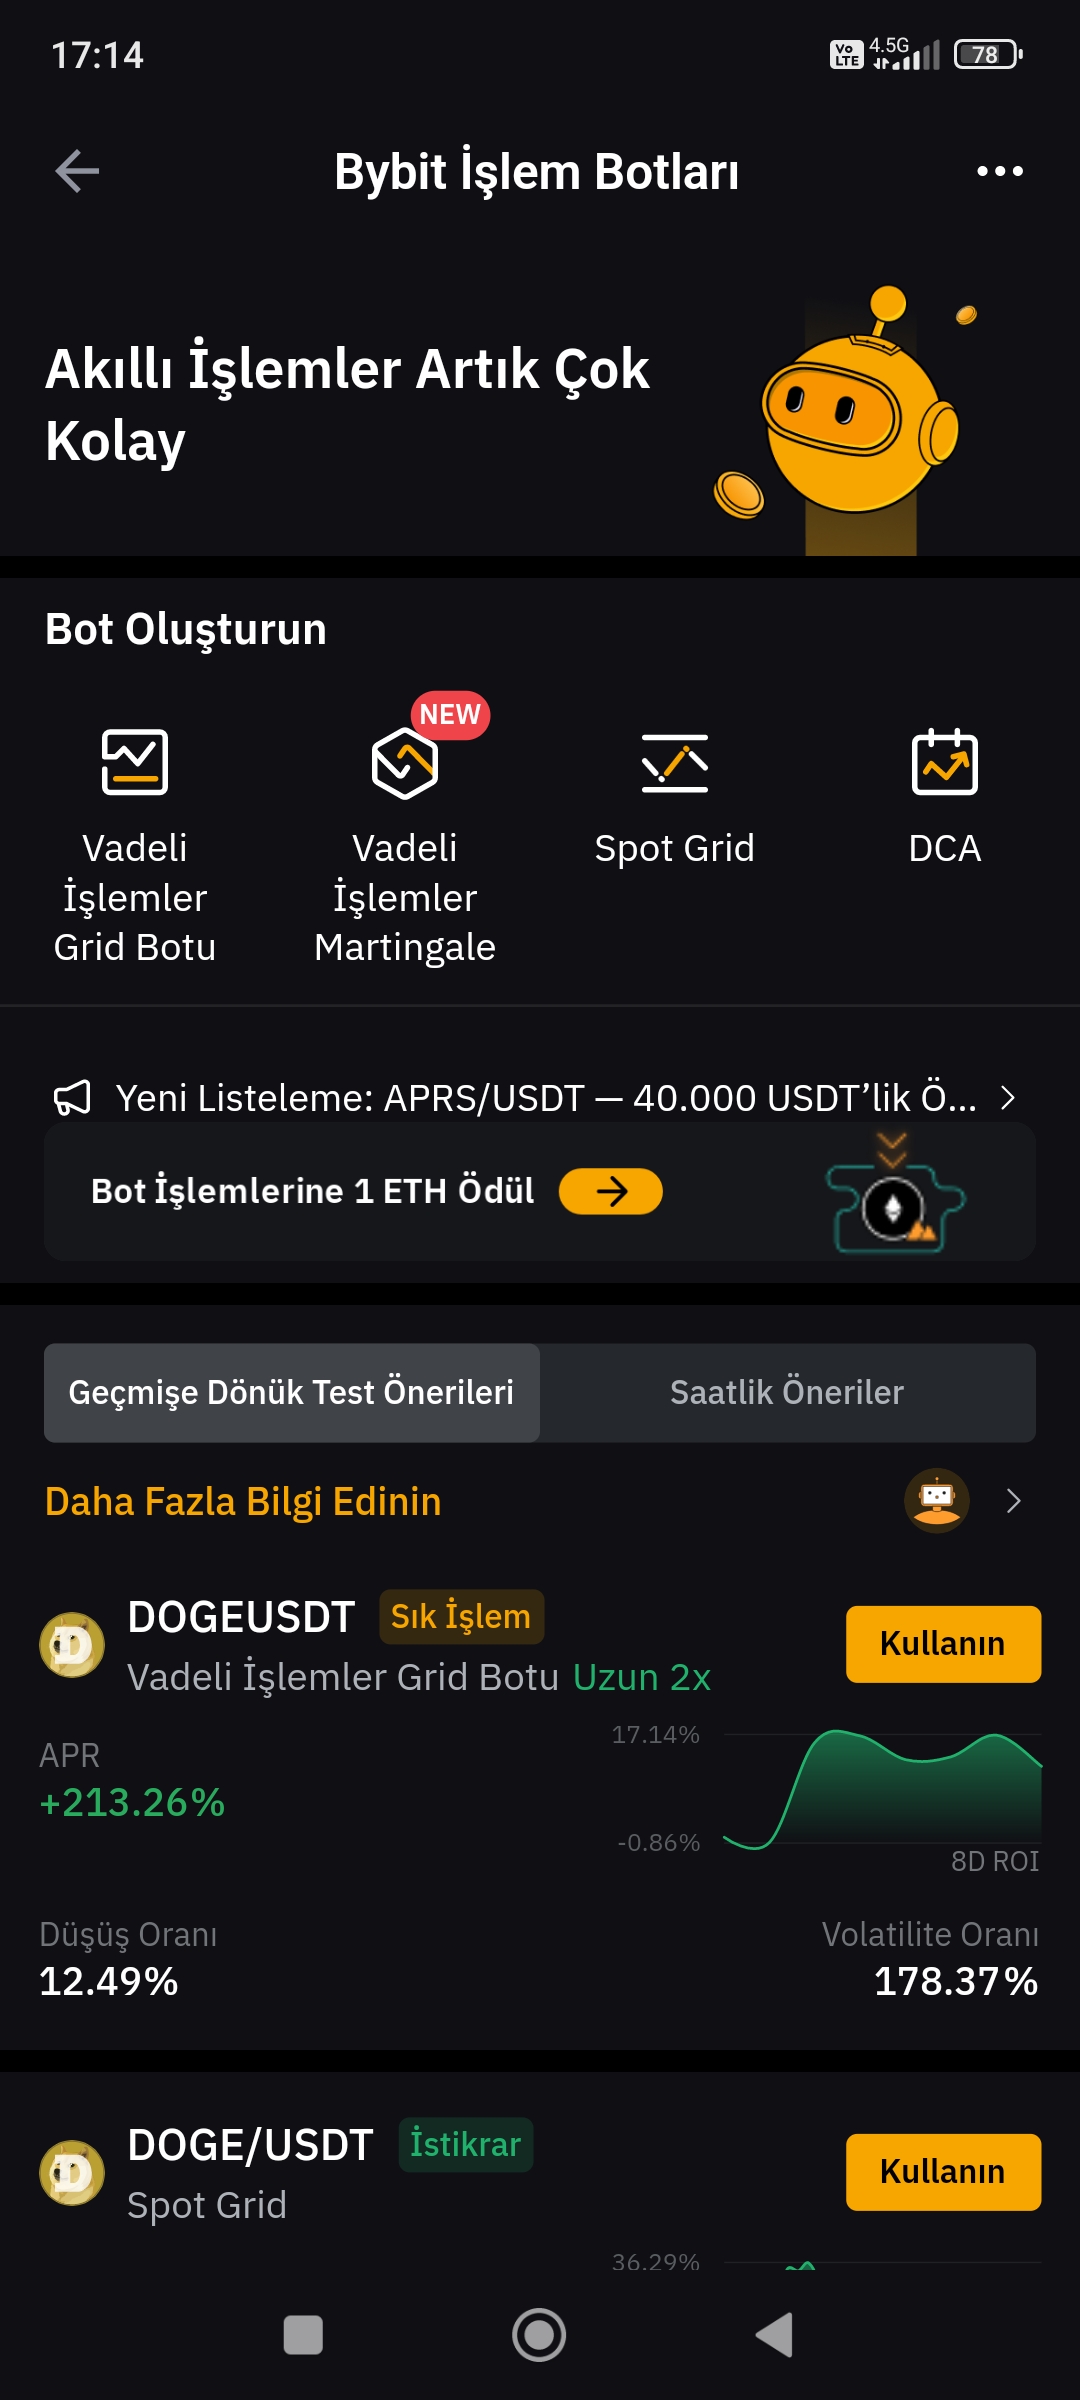 17:14
Vo LTE 4.5G 78
Bybit İşlem Botları
Akıllı İşlemler Artık Çok
Kolay
Bot Oluşturun
NEW
Vadeli
İşlemler
Grid Botu
Vadeli
İşlemler
Martingale
Spot Grid
DCA
Yeni Listeleme: APRS/USDT — 40.000 USDT’lik Ö...
Bot İşlemlerine 1 ETH Ödül
Geçmişe Dönük Test Önerileri
Saatlik Öneriler
Daha Fazla Bilgi Edinin
DOGEUSDT Sık İşlem
Vadeli İşlemler Grid Botu Uzun 2x
Kullanın
APR
+213.26%
17.14%
-0.86%
8D ROI
Düşüş Oranı
12.49%
Volatilite Oranı
178.37%
DOGE/USDT İstikrar
Spot Grid
Kullanın
36.29%